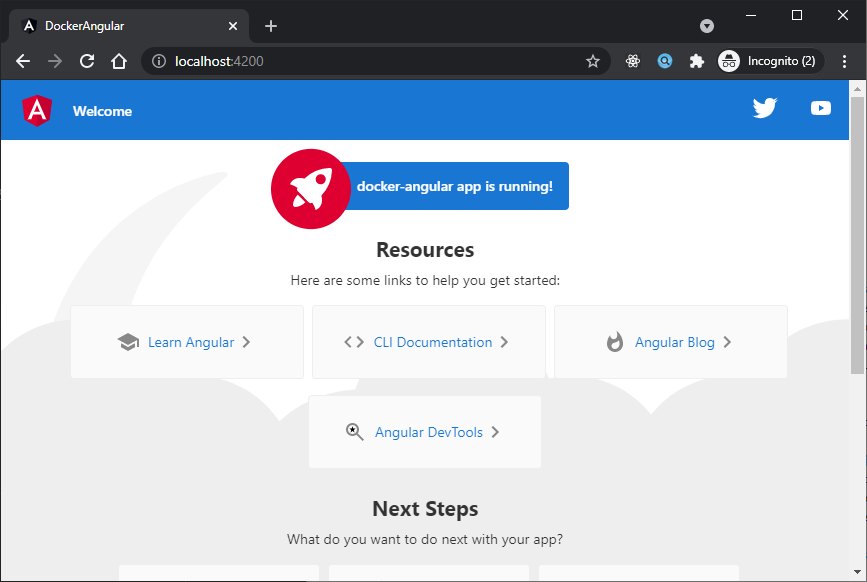 DockerAngular
localhost:4200
Incognito (2)
Welcome
docker-angular app is running!
Resources
Here are some links to help you get started:
Learn Angular
CLI Documentation
Angular Blog
Angular DevTools
Next Steps
What do you want to do next with your app?